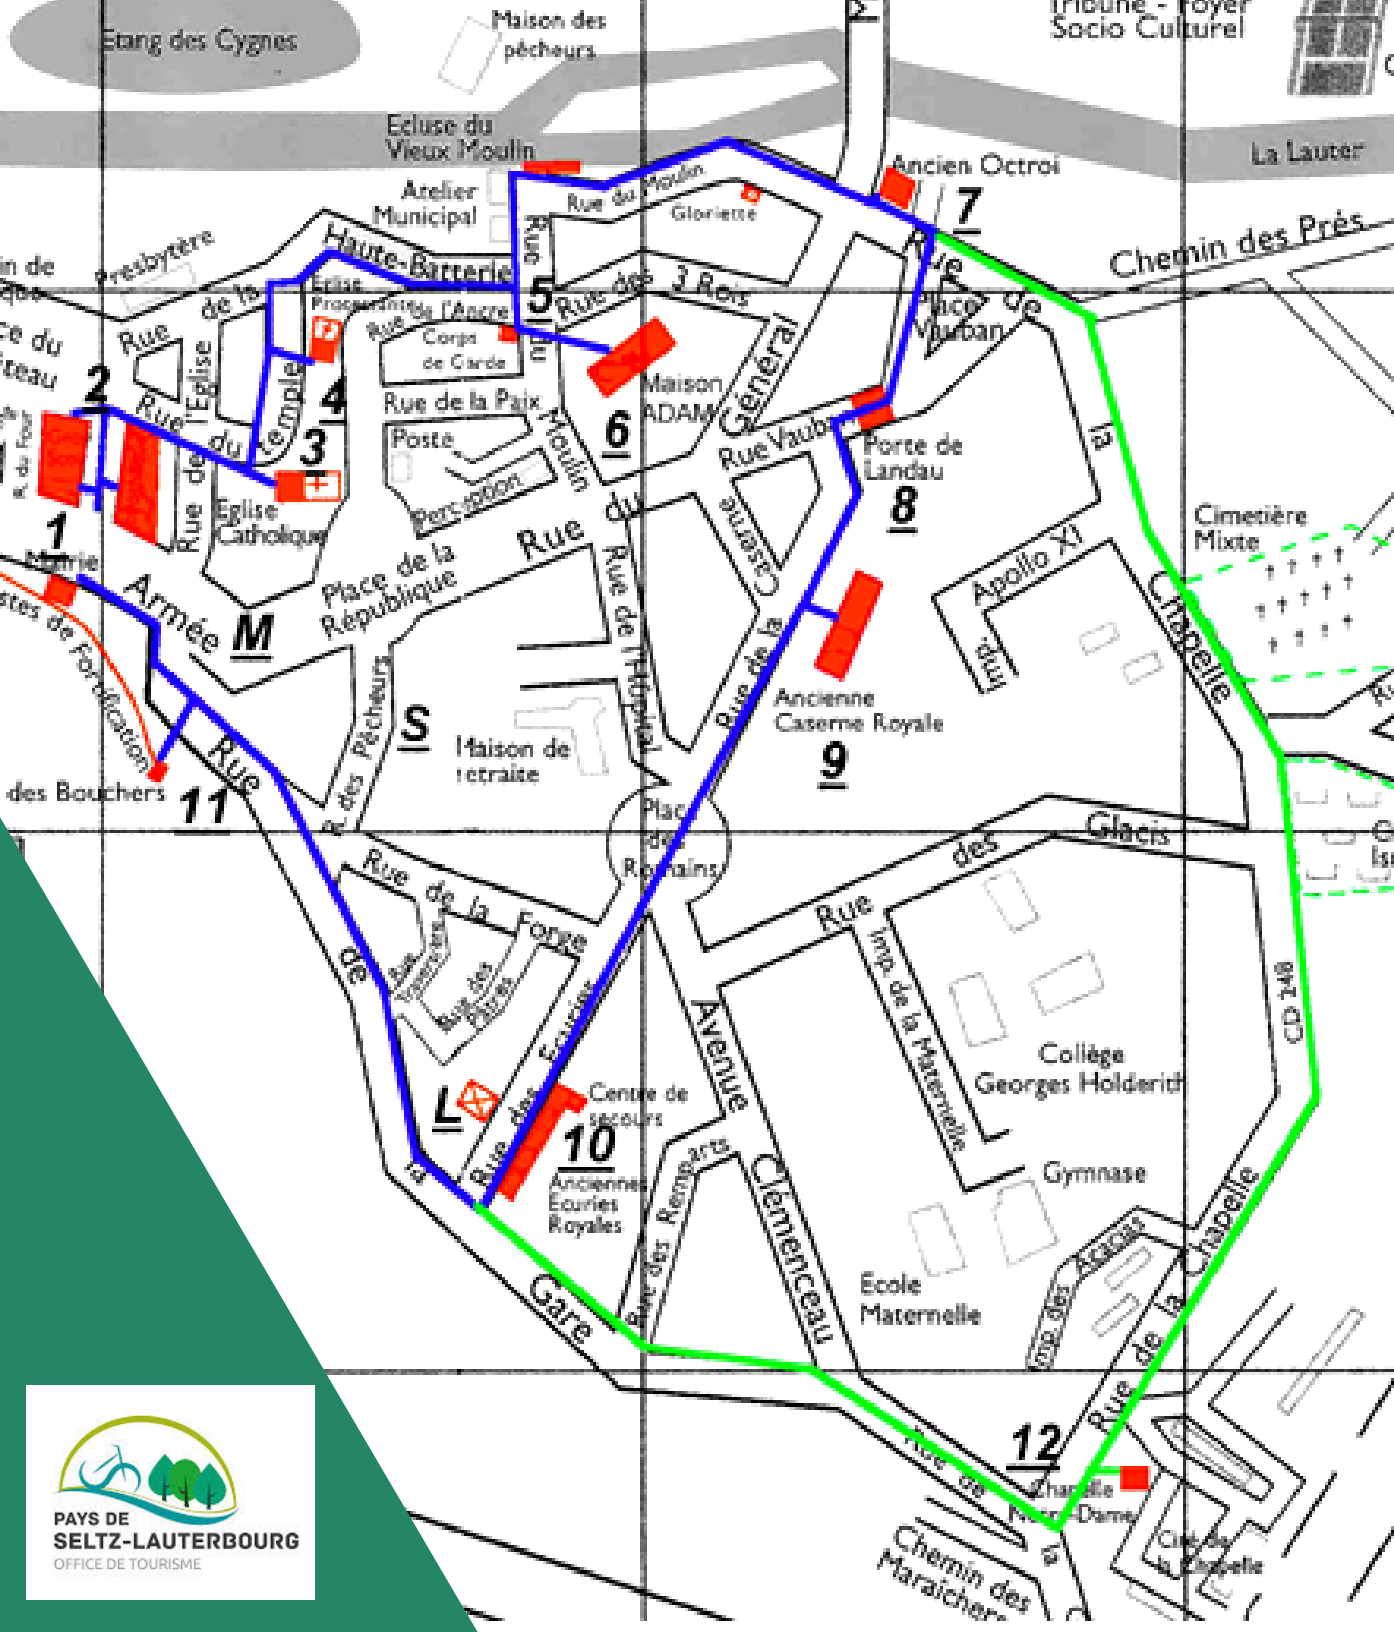 Etang des Cygnes
Maison des
pêcheurs
Socio Culturel
Ecluse du
Vieux Moulin
La Lauter
Ancien Octroi
7
Atelier
Municipal
Rue du Moulin
Gloriette
Chemin des Prés
Presbytère
Haute-Batterie
Rue
de la
Eglise
Protestante
Rue de l'Ancre
5
Rue des 3 Rois
Rue
du
Moulin
Rue de la
Chapelle
Place
Vauban
Corps
de Garde
4
6
Maison
ADAM
Général
2
Rue
du
Temple
Rue de
l'Eglise
R. du Four
Rue de la Paix
Poste
Perception
3
Eglise
Catholique
Rue Vauban
Porte de
Landau
8
1
Mairie
Armée
M
Place de la
République
Rue du
Caserne
Rue de l'Hôpital
Apollo XI
Imp.
Cimetière
Mixte
Rue de la
Ancienne
Caserne Royale
9
des Bouchers
11
R. des Pêcheurs
S
Maison de
retraite
Place
des
Romains
Rue des Glacis
Rue
de
la
Gare
Rue de la Forge
Rue
Traversière
Rue des
Pâtres
Rue des Ecuries
L
Centre de
secours
10
Anciennes
Ecuries
Royales
Avenue
Clémenceau
Rue des Remparts
Imp. de la Maternelle
Collège
Georges Holderith
CD 248
Gymnase
Ecole
Maternelle
Imp. des Acacias
Rue de la Chapelle
12
Chapelle
Notre-Dame
Rue de
la
Cité de
la Chapelle
Chemin des
Maraichers
PAYS DE
SELTZ-LAUTERBOURG
OFFICE DE TOURISME